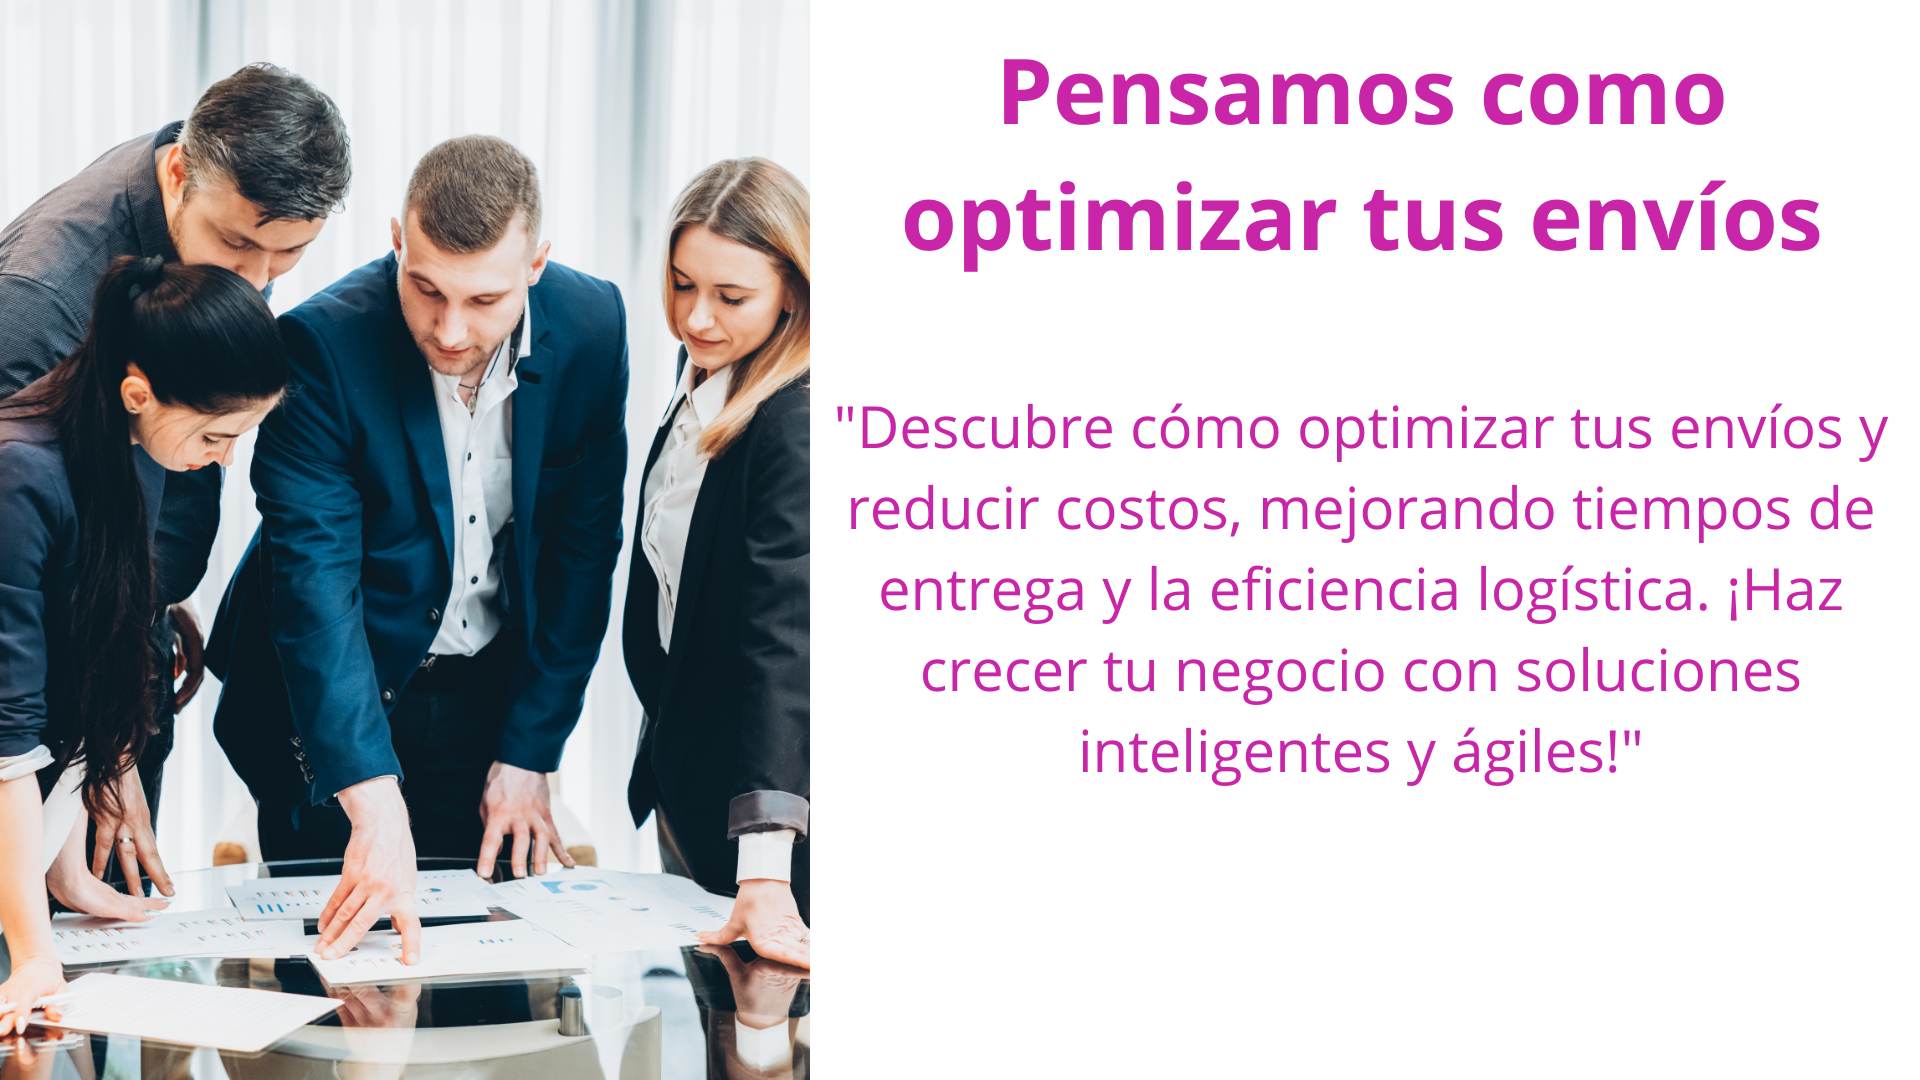 Pensamos como
optimizar tus envíos
"Descubre cómo optimizar tus envíos y
reducir costos, mejorando tiempos de
entrega y la eficiencia logística. ¡Haz
crecer tu negocio con soluciones
inteligentes y ágiles!"